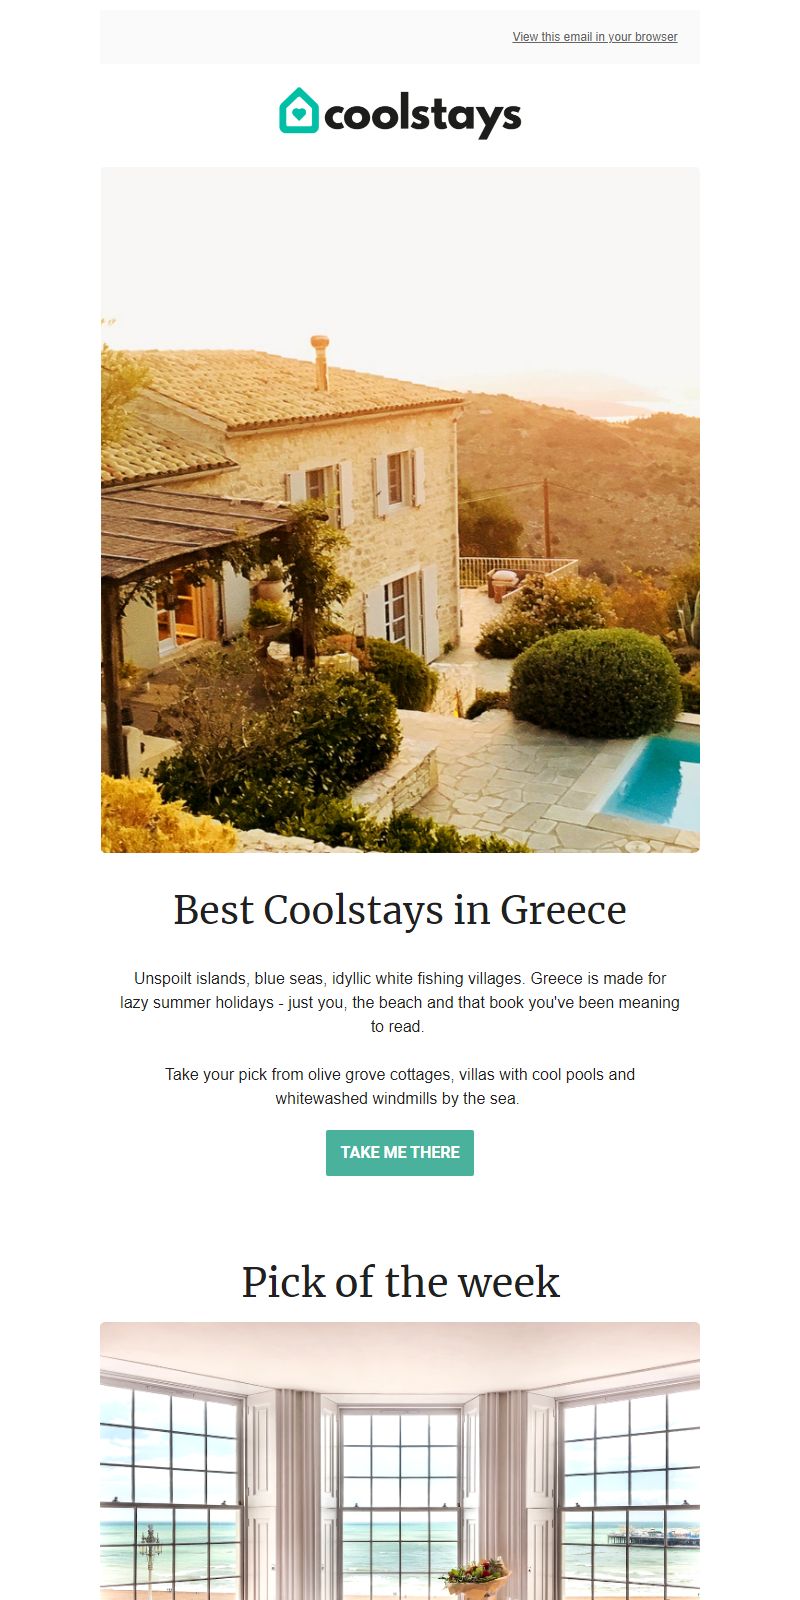 View this email in your browser
coolstays
Best Coolstays in Greece
Unspoilt islands, blue seas, idyllic white fishing villages. Greece is made for
lazy summer holidays - just you, the beach and that book you've been meaning
to read.
Take your pick from olive grove cottages, villas with cool pools and
whitewashed windmills by the sea.
TAKE ME THERE
Pick of the week